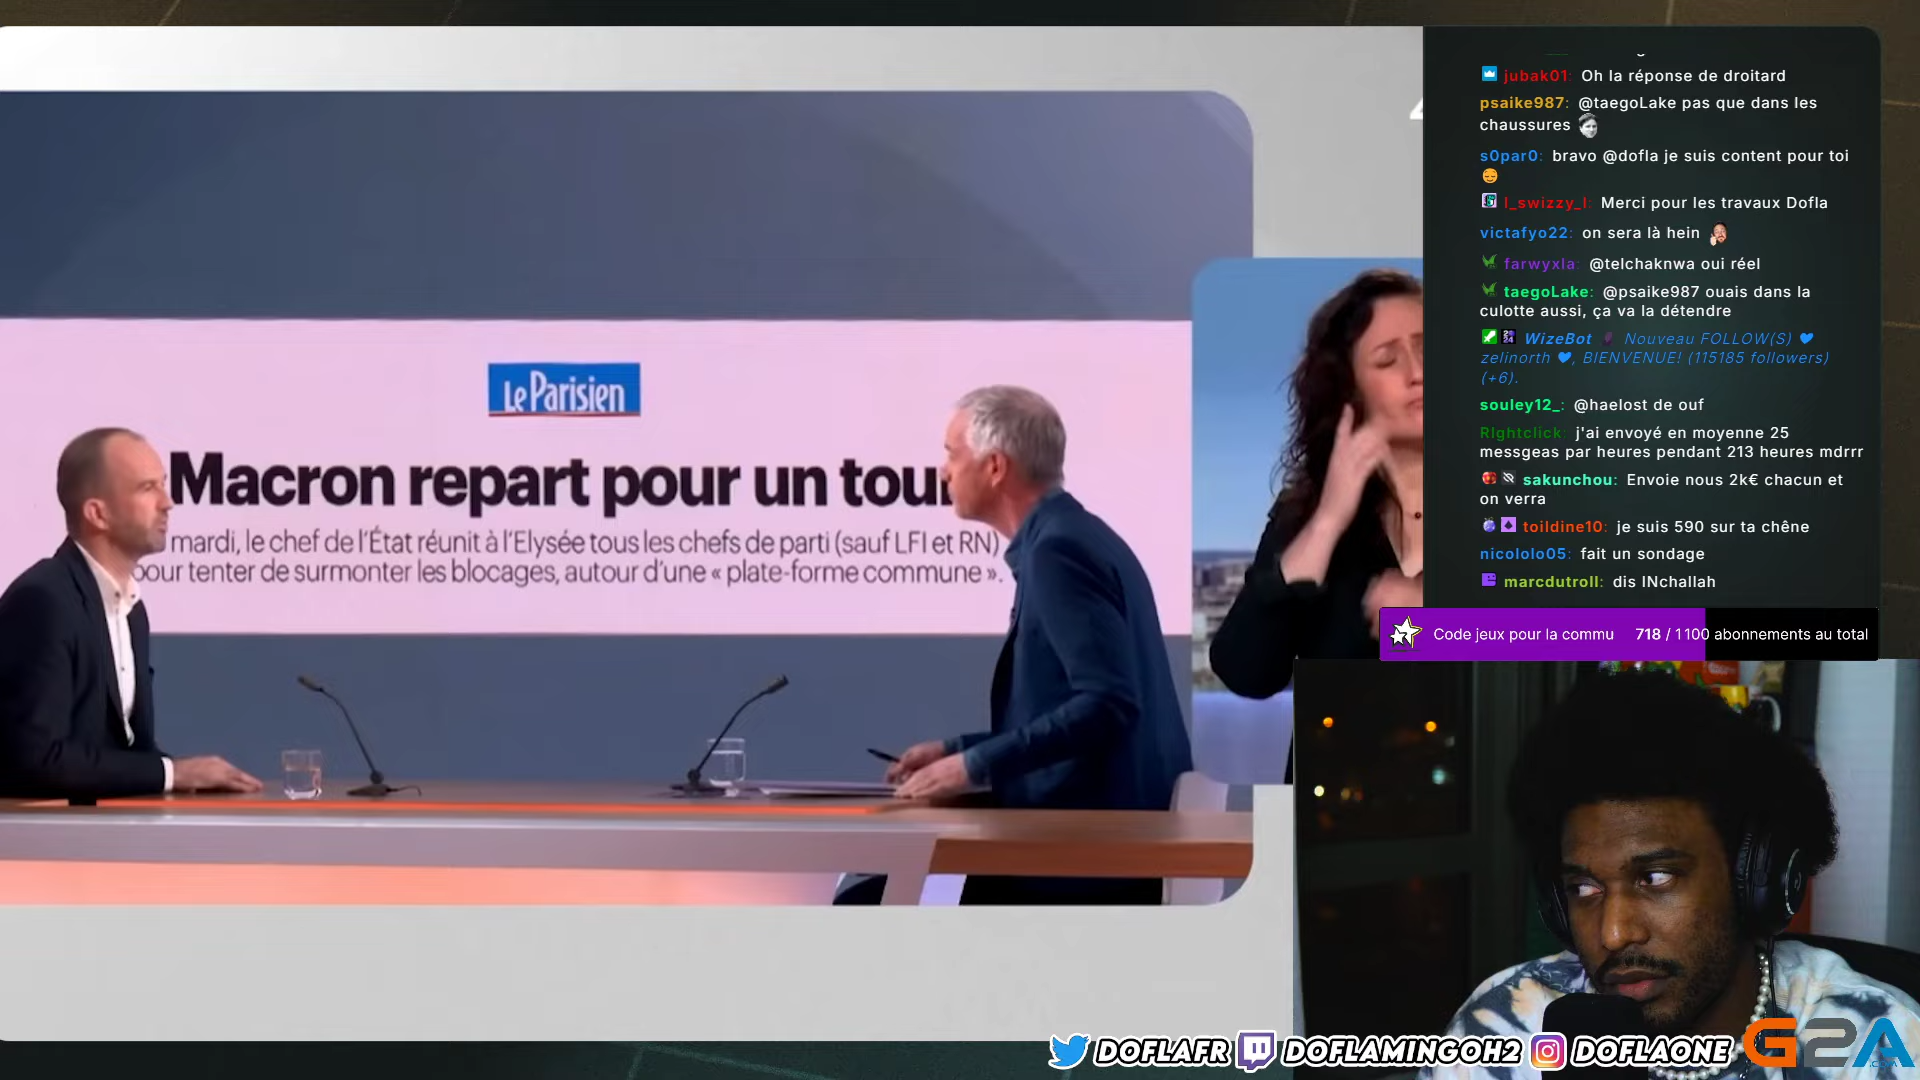 Le Parisien
Macron repart pour un tour
mardi, le chef de l'État réunit à l'Elysée tous les chefs de parti (sauf LFI et RN)
pour tenter de surmonter les blocages, autour d'une « plate-forme commune ».
jubak01: Oh la réponse de droitard
psaike987: @taegoLake pas que dans les
chaussures
s0par0: bravo @dofla je suis content pour toi
l_swizzy_l: Merci pour les travaux Dofla
victafyo22: on sera là hein
farwyxla: @telchaknwa oui réel
taegoLake: @psaike987 ouais dans la
culotte aussi, ça va la détendre
WizeBot Nouveau FOLLOW(S)
zelinorth , BIENVENUE! (115185 followers)
(+6).
souley12_: @haelost de ouf
RIghtclick: j'ai envoyé en moyenne 25
messgeas par heures pendant 213 heures mdrrr
sakunchou: Envoie nous 2k€ chacun et
on verra
toildine10: je suis 590 sur ta chêne
nicololo05: fait un sondage
marcdutroll: dis INchallah
Code jeux pour la commu 718 / 1100 abonnements au total
DOFLAFR DOFLAMINGOH2 DOFLAONE G2A